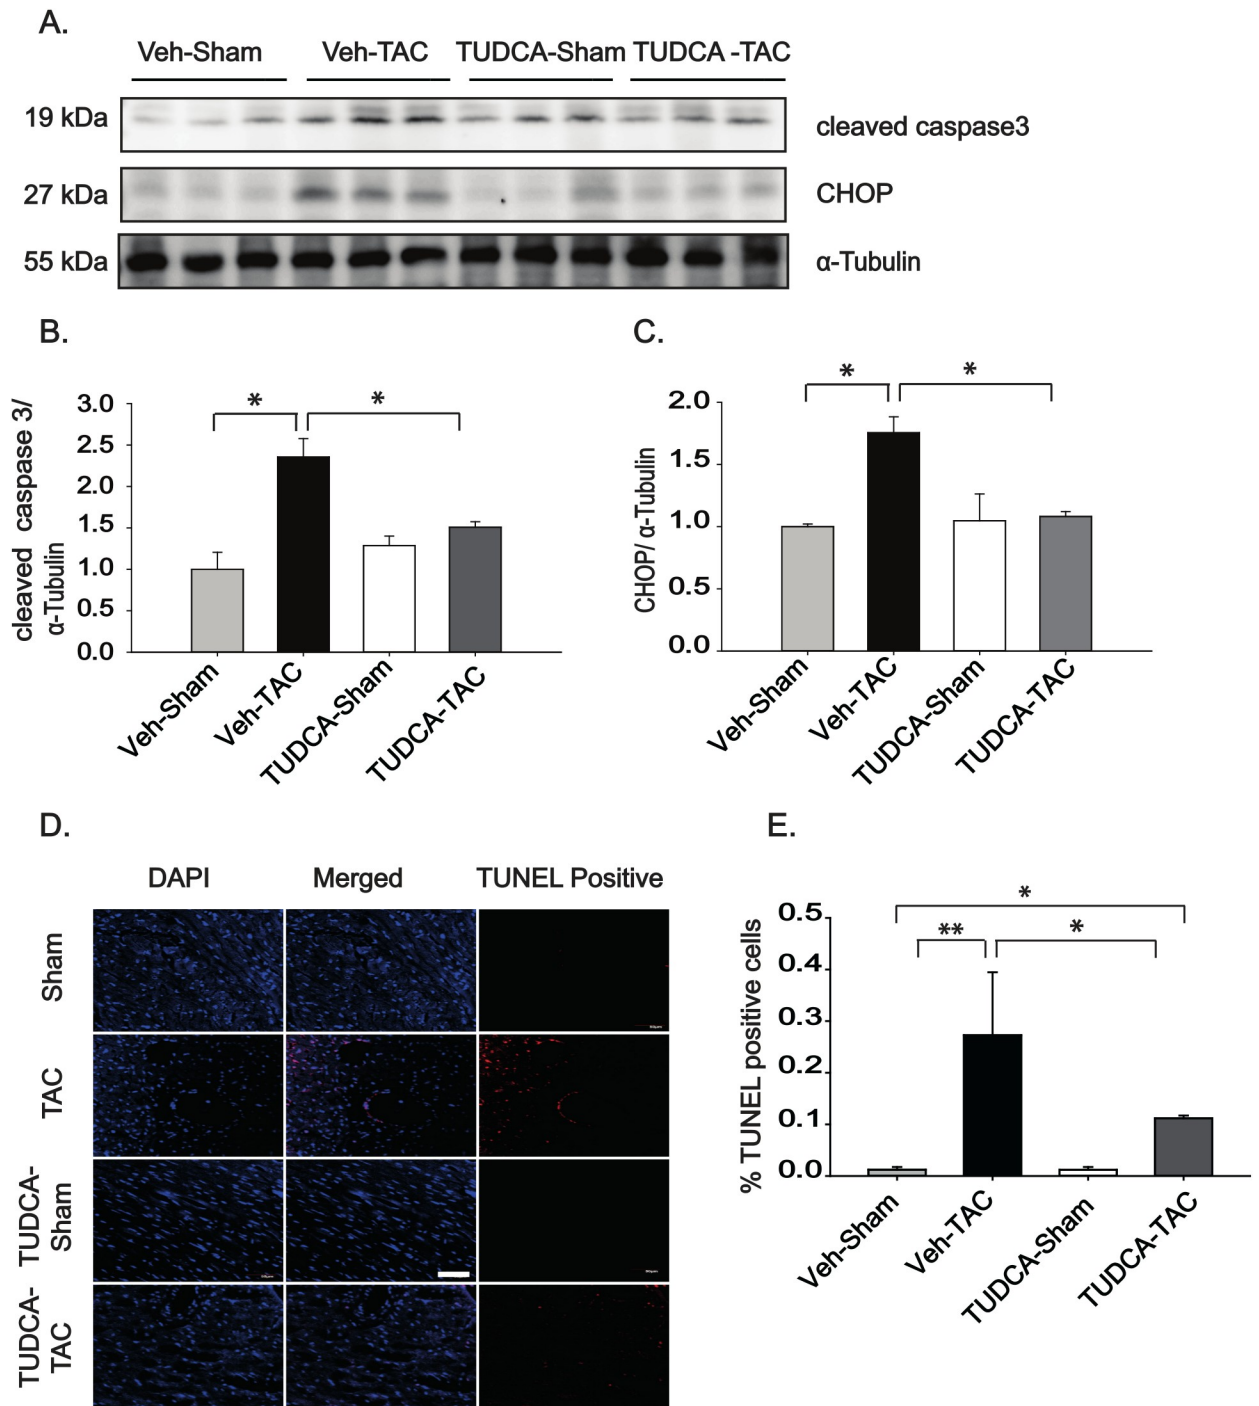 A.
Veh-Sham Veh-TAC TUDCA-Sham TUDCA -TAC
19 kDa cleaved caspase3
27 kDa CHOP
55 kDa α-Tubulin
B.
cleaved caspase 3/
α-Tubulin
3.0
2.5
2.0
1.5
1.0
0.5
0.0
* *
Veh-Sham
Veh-TAC
TUDCA-Sham
TUDCA-TAC
C.
CHOP/ α-Tubulin
2.0
1.5
1.0
0.5
0.0
* *
Veh-Sham
Veh-TAC
TUDCA-Sham
TUDCA-TAC
D.
DAPI Merged TUNEL Positive
Sham
TAC
TUDCA-
Sham
TUDCA-
TAC
E.
% TUNEL positive cells
0.5
0.4
0.3
0.2
0.1
0.0
*
** *
Veh-Sham
Veh-TAC
TUDCA-Sham
TUDCA-TAC